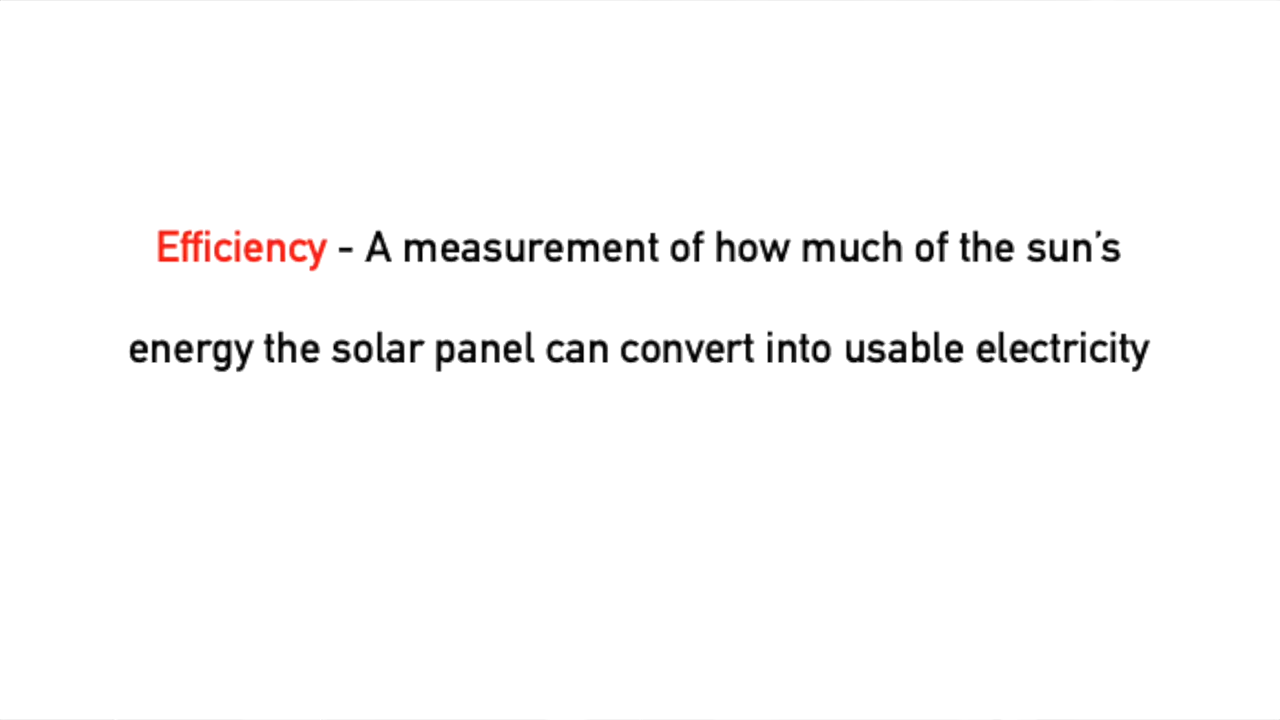 Efficiency - A measurement of how much of the sun’s
energy the solar panel can convert into usable electricity